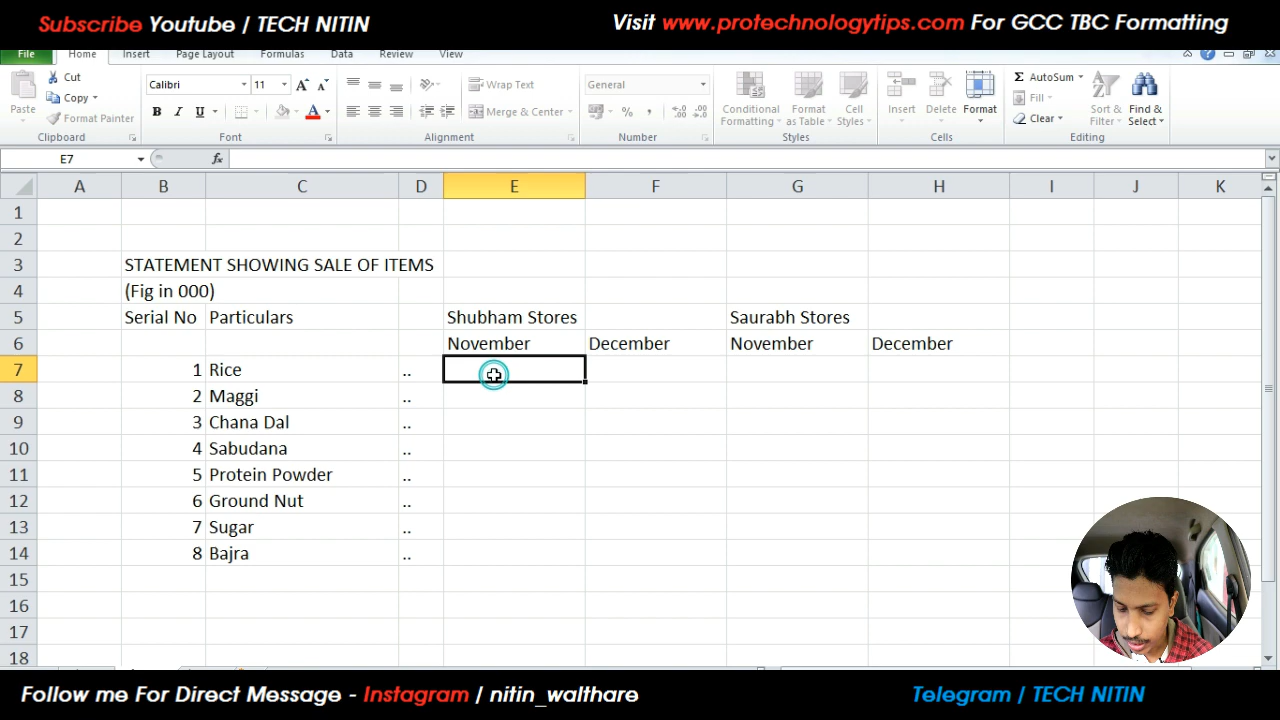 Subscribe Youtube / TECH NITIN
Visit www.protechnologytips.com For GCC TBC Formatting
File Home Insert Page Layout Formulas Data Review View
Paste Cut Copy Format Painter
Calibri 11
B I U A
Wrap Text
Merge & Center
General
%
Conditional Formatting
Format as Table
Cell Styles
Insert Delete Format
Σ AutoSum
Fill
Clear
Sort & Filter
Find & Select
Clipboard Font Alignment Number Styles Cells Editing
E7 fx
A B C D E F G H I J K
1
2
3 STATEMENT SHOWING SALE OF ITEMS
4 (Fig in 000)
5 Serial No Particulars Shubham Stores Saurabh Stores
6 November December November December
7 1 Rice ..
8 2 Maggi ..
9 3 Chana Dal ..
10 4 Sabudana ..
11 5 Protein Powder ..
12 6 Ground Nut ..
13 7 Sugar ..
14 8 Bajra ..
15
16
17
18
Follow me For Direct Message - Instagram / nitin_walthare
Telegram / TECH NITIN